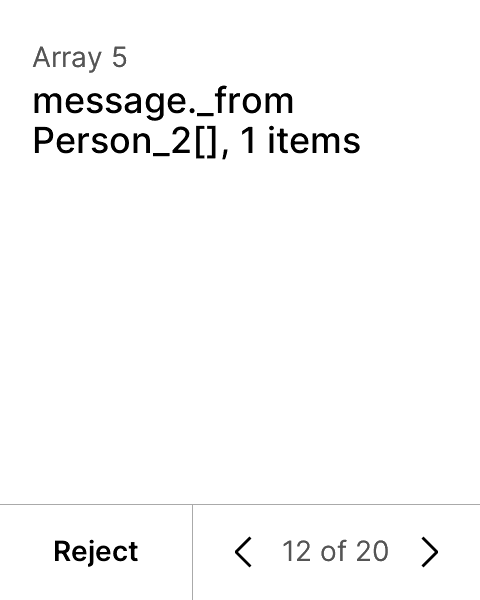 Array 5
message._from
Person_2[], 1 items
Reject
12 of 20